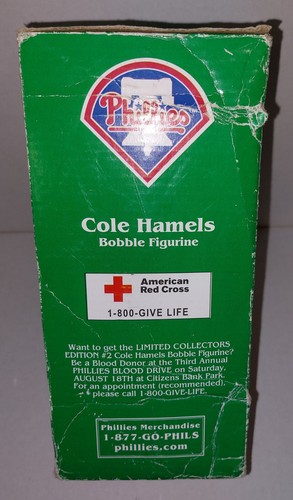 Phillies
Cole Hamels
Bobble Figurine
American
Red Cross
1-800-GIVE LIFE
Want to get the LIMITED COLLECTORS
EDITION #2 Cole Hamels Bobble Figurine?
Be a Blood Donor at the Third Annual
PHILLIES BLOOD DRIVE on Saturday,
AUGUST 18TH at Citizens Bank Park.
For an appointment (recommended),
please call 1-800-GIVE-LIFE.
Phillies Merchandise
1-877-GO-PHILS
phillies.com